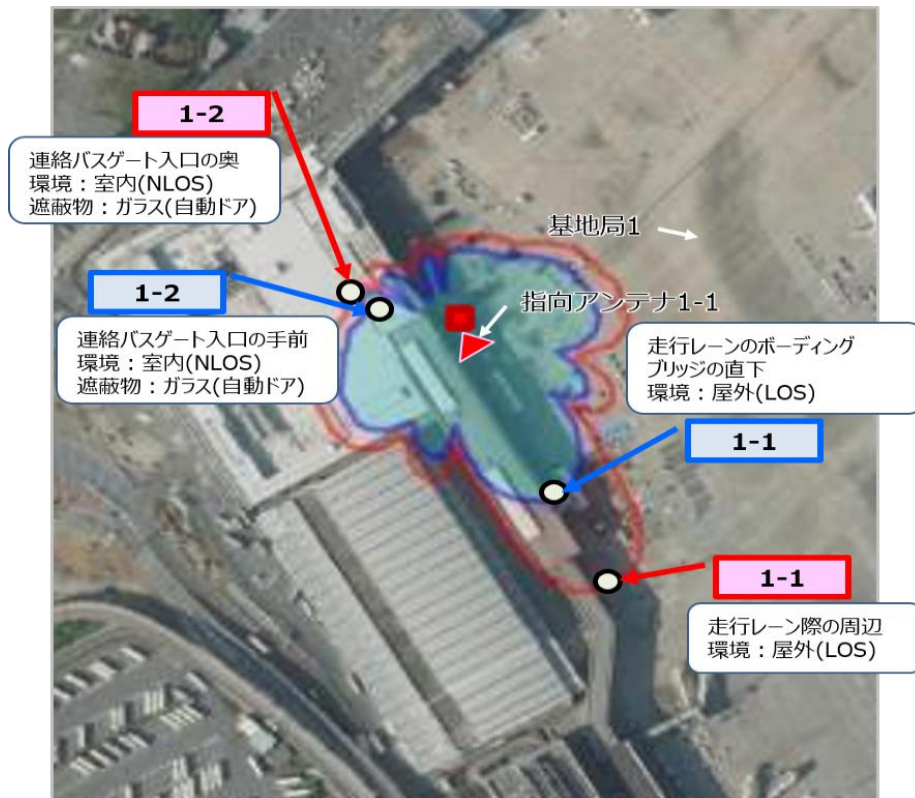 1-2
連絡バスゲート入口の奥
環境：室内(NLOS)
遮蔽物：ガラス(自動ドア)
基地局1
1-2
指向アンテナ1-1
連絡バスゲート入口の手前
環境：室内(NLOS)
遮蔽物：ガラス(自動ドア)
走行レーンのボーディング
ブリッジの直下
環境：屋外(LOS)
1-1
1-1
走行レーン際の周辺
環境：屋外(LOS)